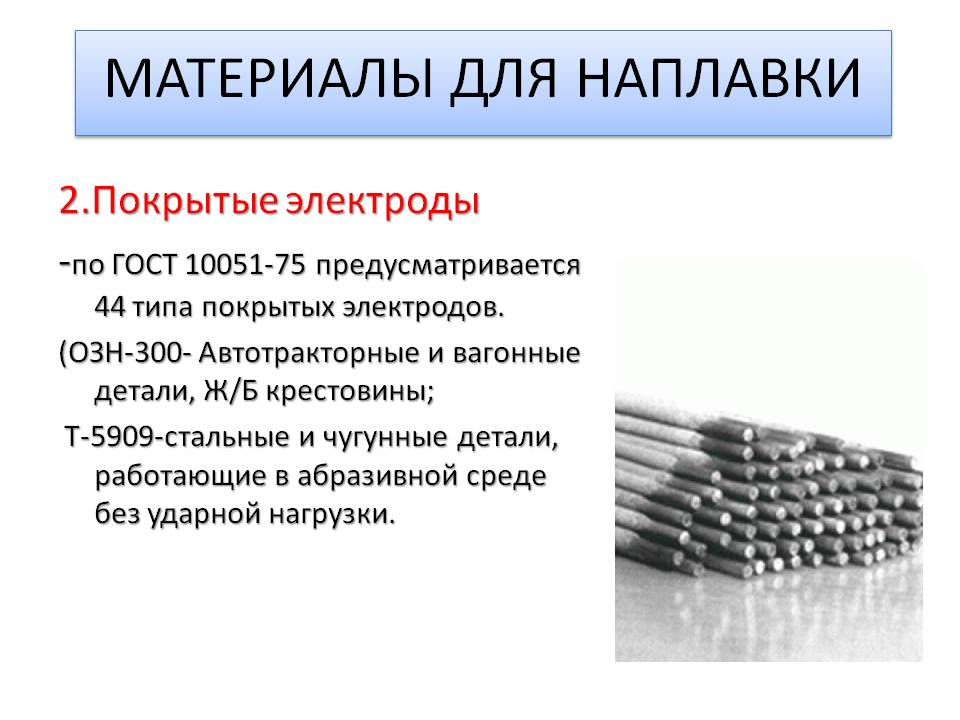 МАТЕРИАЛЫ ДЛЯ НАПЛАВКИ
2.Покрытые электроды
-по ГОСТ 10051-75 предусматривается
44 типа покрытых электродов.
(ОЗН-300- Автотракторные и вагонные
детали, Ж/Б крестовины;
Т-5909-стальные и чугунные детали,
работающие в абразивной среде
без ударной нагрузки.